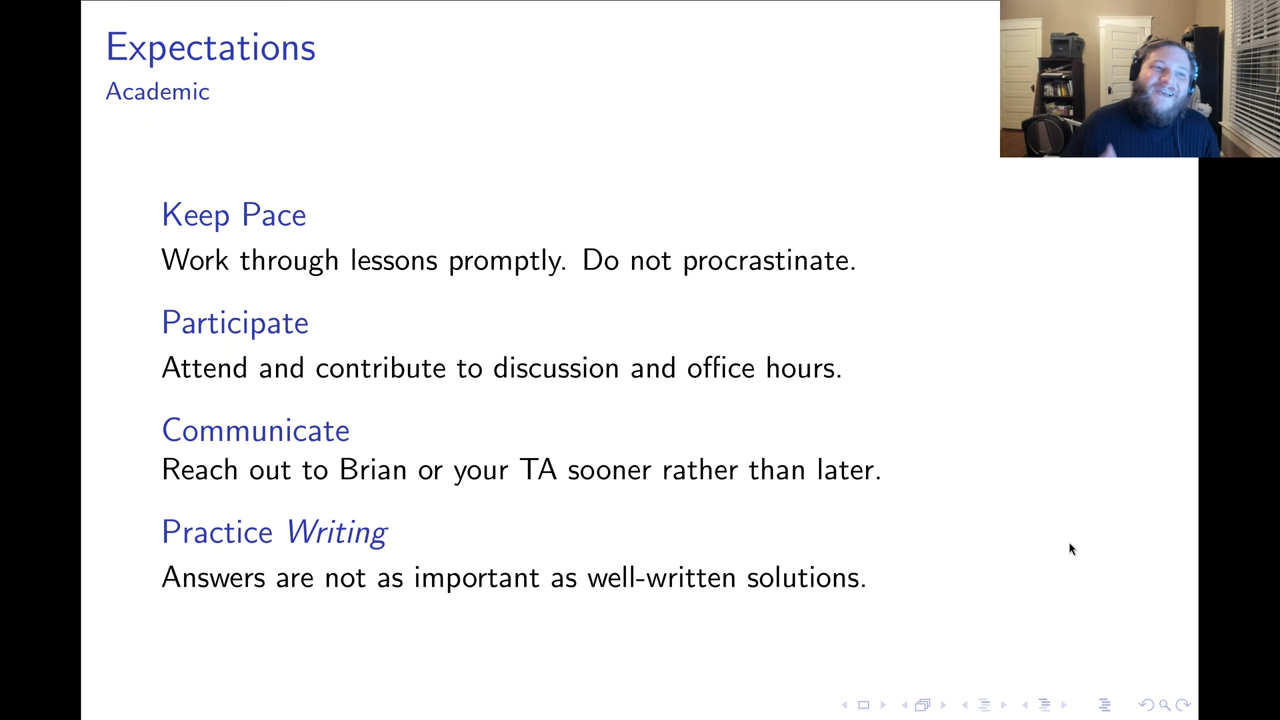 Expectations
Academic
Keep Pace
Work through lessons promptly. Do not procrastinate.
Participate
Attend and contribute to discussion and office hours.
Communicate
Reach out to Brian or your TA sooner rather than later.
Practice Writing
Answers are not as important as well-written solutions.